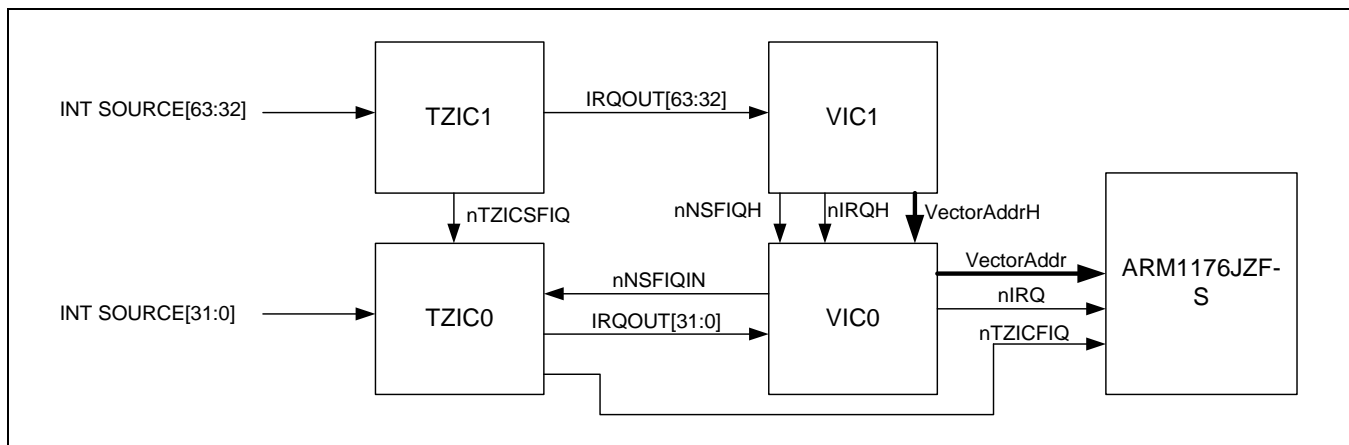 INT SOURCE[63:32]
TZIC1
IRQOUT[63:32]
VIC1
nTZICSFIQ
nNSFIQH
nIRQH
VectorAddrH
INT SOURCE[31:0]
TZIC0
nNSFIQIN
IRQOUT[31:0]
VIC0
VectorAddr
nIRQ
nTZICFIQ
ARM1176JZF-
S